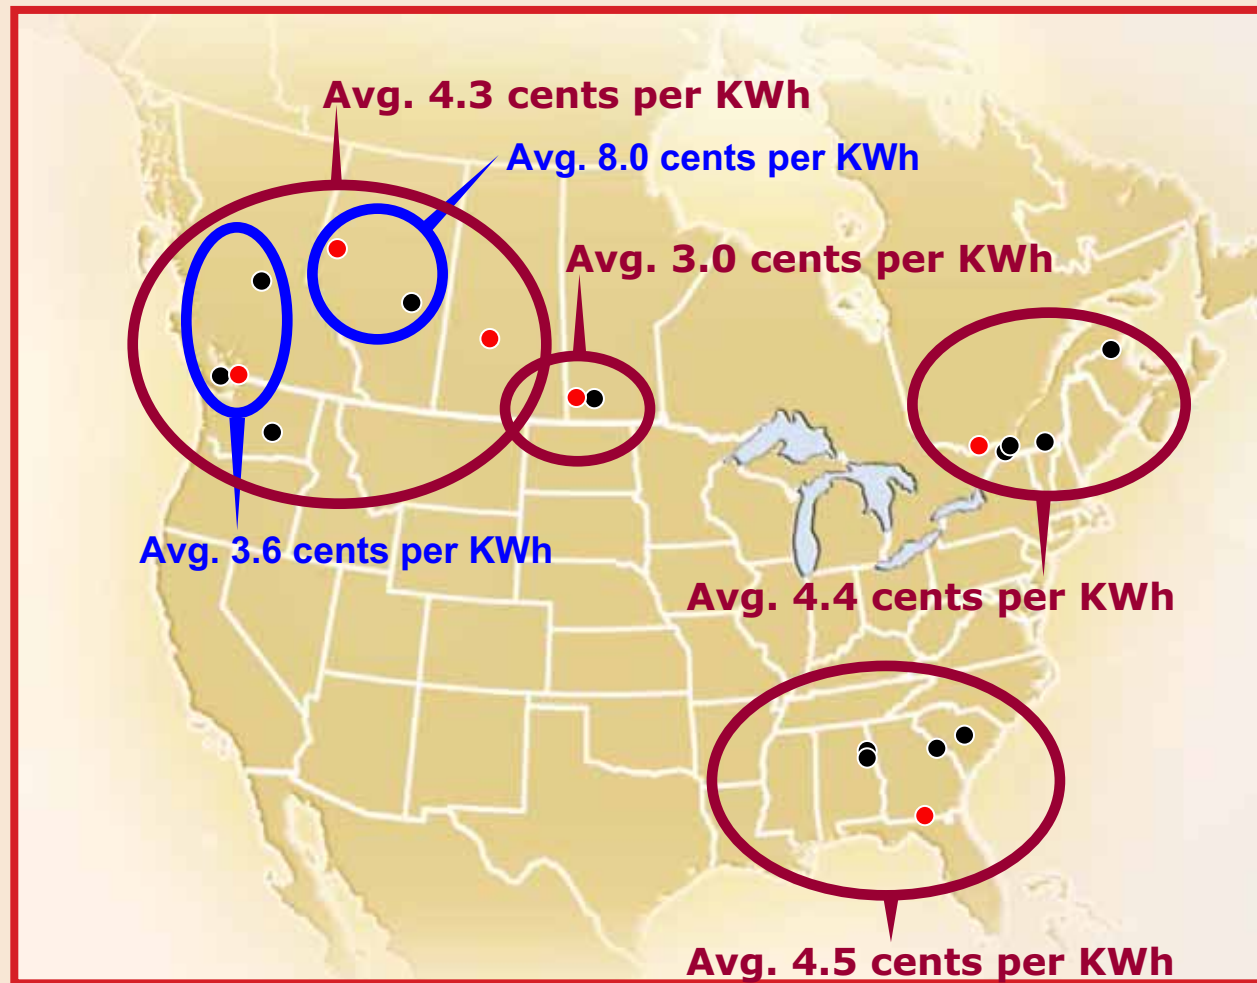 Avg. 4.3 cents per KWh
Avg. 8.0 cents per KWh
Avg. 3.0 cents per KWh
Avg. 3.6 cents per KWh
Avg. 4.4 cents per KWh
Avg. 4.5 cents per KWh